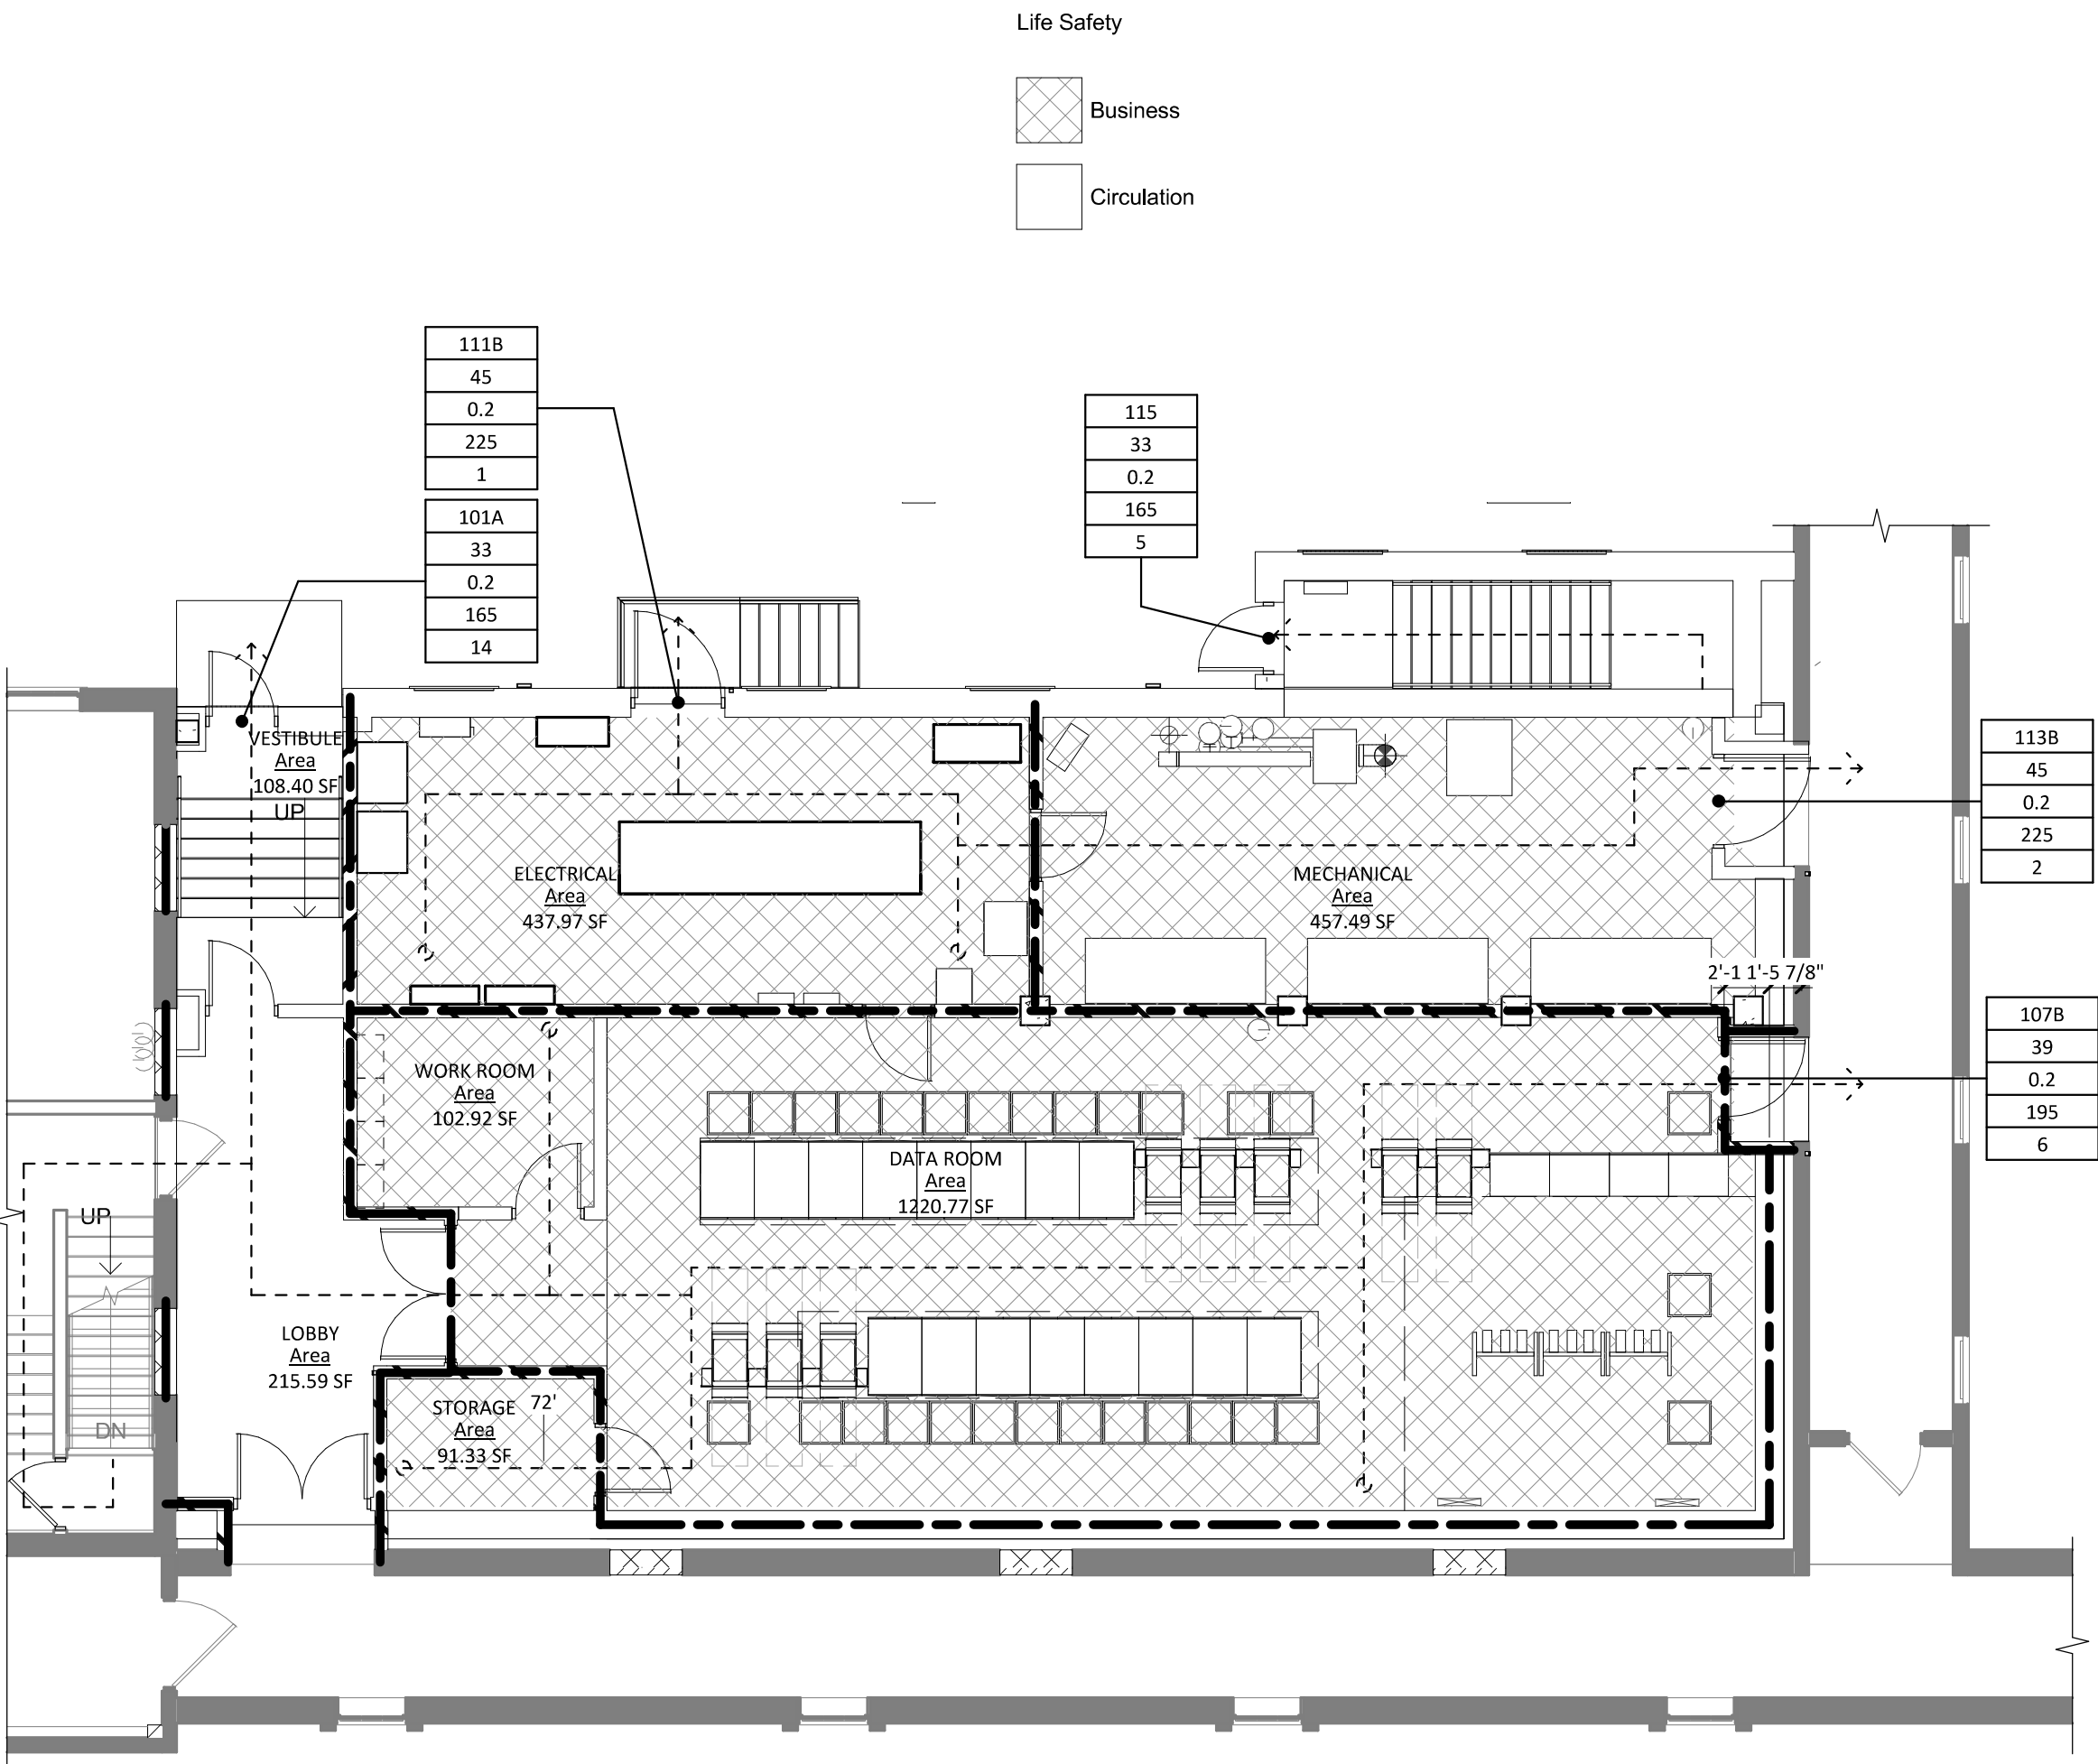 Life Safety
Business
Circulation
111B
45
0.2
225
1
101A
33
0.2
165
14
115
33
0.2
165
5
VESTIBULE
Area
108.40 SF
UP
113B
45
0.2
225
2
ELECTRICAL
Area
437.97 SF
MECHANICAL
Area
457.49 SF
2'-1 1'-5 7/8"
107B
39
0.2
195
6
WORK ROOM
Area
102.92 SF
DATA ROOM
Area
1220.77 SF
UP
LOBBY
Area
215.59 SF
STORAGE 72'
Area
91.33 SF
DN